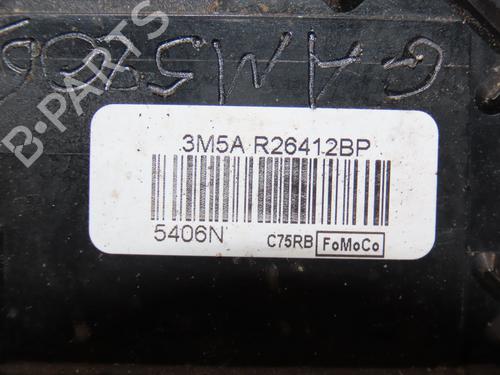 B-PARTS
3M5A R26412BP
5406N
C75RB FoMoCo